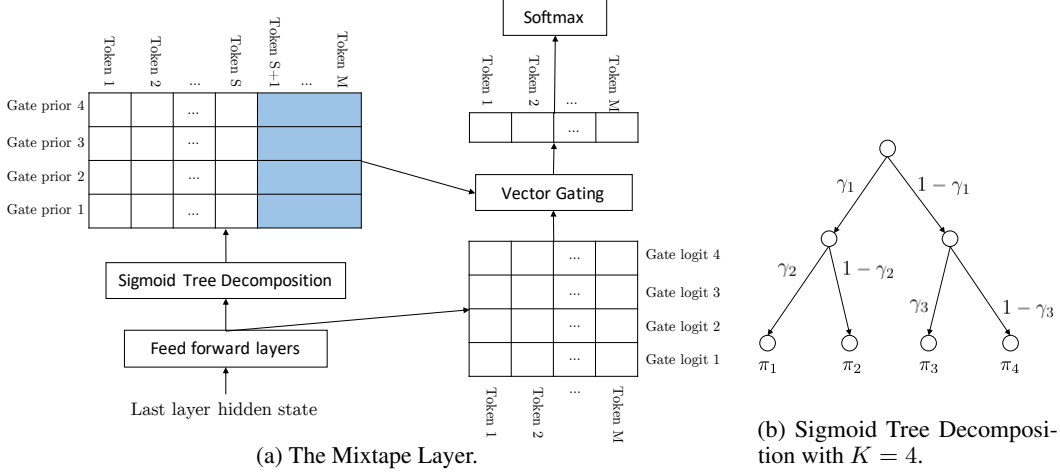 Softmax
Token 1
Token 2
...
Token S
Token S+1
...
Token M
Token 1
Token 2
...
Token M
Gate prior 4
...
Gate prior 3
...
Gate prior 2
...
Gate prior 1
...
...
Vector Gating
Sigmoid Tree Decomposition
Feed forward layers
Last layer hidden state
... Gate logit 4
... Gate logit 3
... Gate logit 2
... Gate logit 1
Token 1
Token 2
...
Token M
(a) The Mixtape Layer.
γ₁ 1 − γ₁
γ₂ 1 − γ₂ γ₃ 1 − γ₃
π₁ π₂ π₃ π₄
(b) Sigmoid Tree Decomposi-
tion with K = 4.